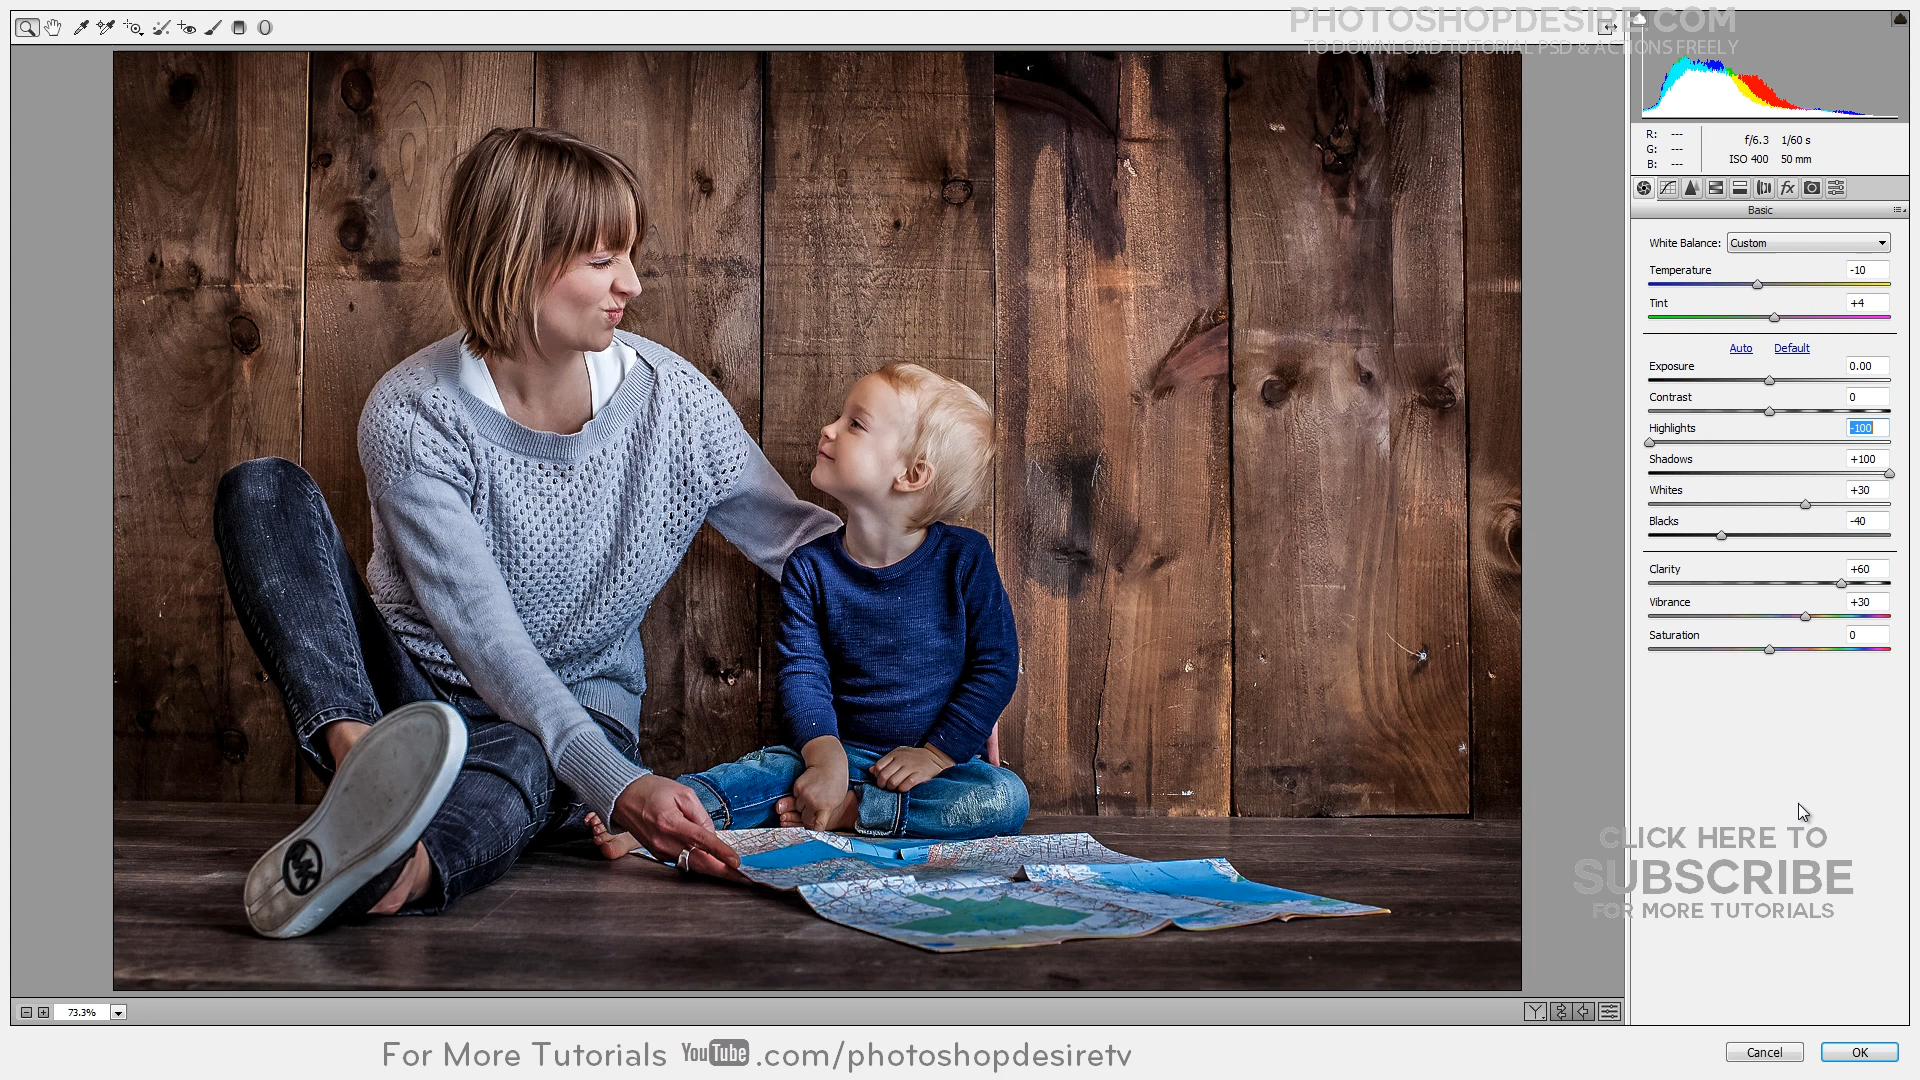 PHOTOSHOPDESIRE.COM
TO DOWNLOAD TUTORIAL PSD & ACTIONS FREELY
R: ---
G: ---
B: ---
f/6.3 1/60 s
ISO 400 50 mm
fx
Basic
White Balance: Custom
Temperature -10
Tint +4
Auto Default
Exposure 0.00
Contrast 0
Highlights -100
Shadows +100
Whites +30
Blacks -40
Clarity +60
Vibrance +30
Saturation 0
CLICK HERE TO
SUBSCRIBE
FOR MORE TUTORIALS
73.3%
Y
For More Tutorials YouTube.com/photoshopdesiretv
Cancel OK